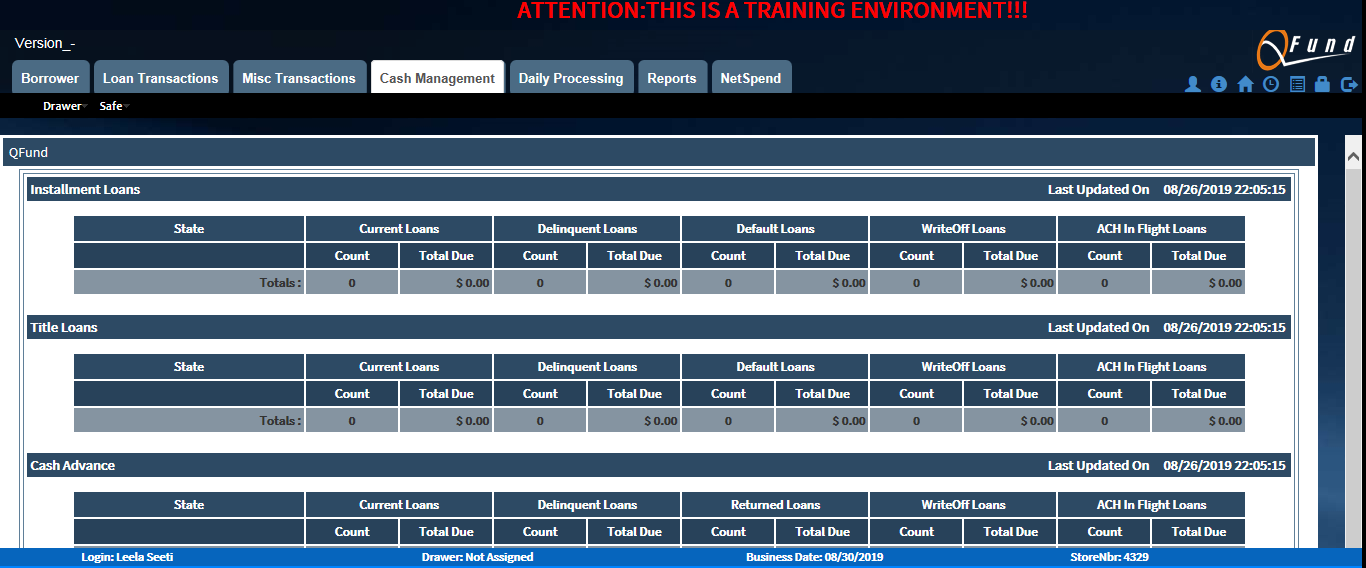 ATTENTION:THIS IS A TRAINING ENVIRONMENT!!!
Version_-
QFund
Borrower Loan Transactions Misc Transactions Cash Management Daily Processing Reports NetSpend
Drawer Safe
QFund
Installment Loans Last Updated On 08/26/2019 22:05:15
State Current Loans Delinquent Loans Default Loans WriteOff Loans ACH In Flight Loans
Count Total Due Count Total Due Count Total Due Count Total Due Count Total Due
Totals : 0 $ 0.00 0 $ 0.00 0 $ 0.00 0 $ 0.00 0 $ 0.00
Title Loans Last Updated On 08/26/2019 22:05:15
State Current Loans Delinquent Loans Default Loans WriteOff Loans ACH In Flight Loans
Count Total Due Count Total Due Count Total Due Count Total Due Count Total Due
Totals : 0 $ 0.00 0 $ 0.00 0 $ 0.00 0 $ 0.00 0 $ 0.00
Cash Advance Last Updated On 08/26/2019 22:05:15
State Current Loans Delinquent Loans Returned Loans WriteOff Loans ACH In Flight Loans
Count Total Due Count Total Due Count Total Due Count Total Due Count Total Due
Login: Leela Seeti Drawer: Not Assigned Business Date: 08/30/2019 StoreNbr: 4329